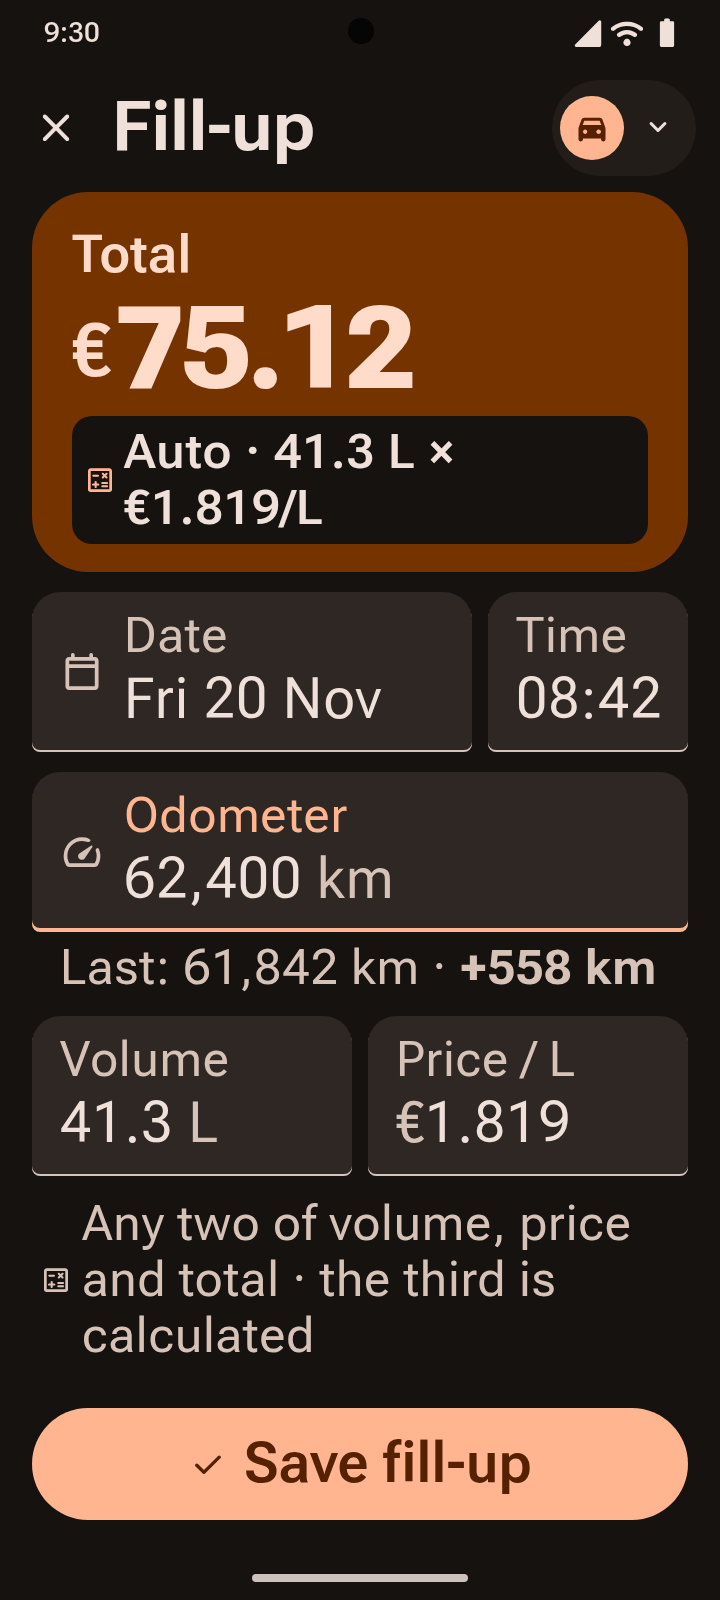 9:30
Fill-up
Total
€75.12
Auto · 41.3 L ×
€1.819/L
Date
Fri 20 Nov
Time
08:42
Odometer
62,400 km
Last: 61,842 km · +558 km
Volume
41.3 L
Price / L
€1.819
Any two of volume, price
and total · the third is
calculated
Save fill-up